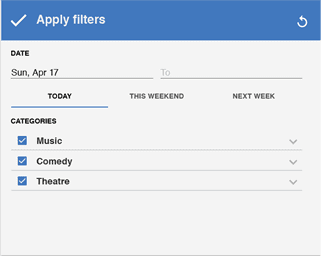 Apply filters
DATE
Sun, Apr 17 To
TODAY THIS WEEKEND NEXT WEEK
CATEGORIES
Music
Comedy
Theatre